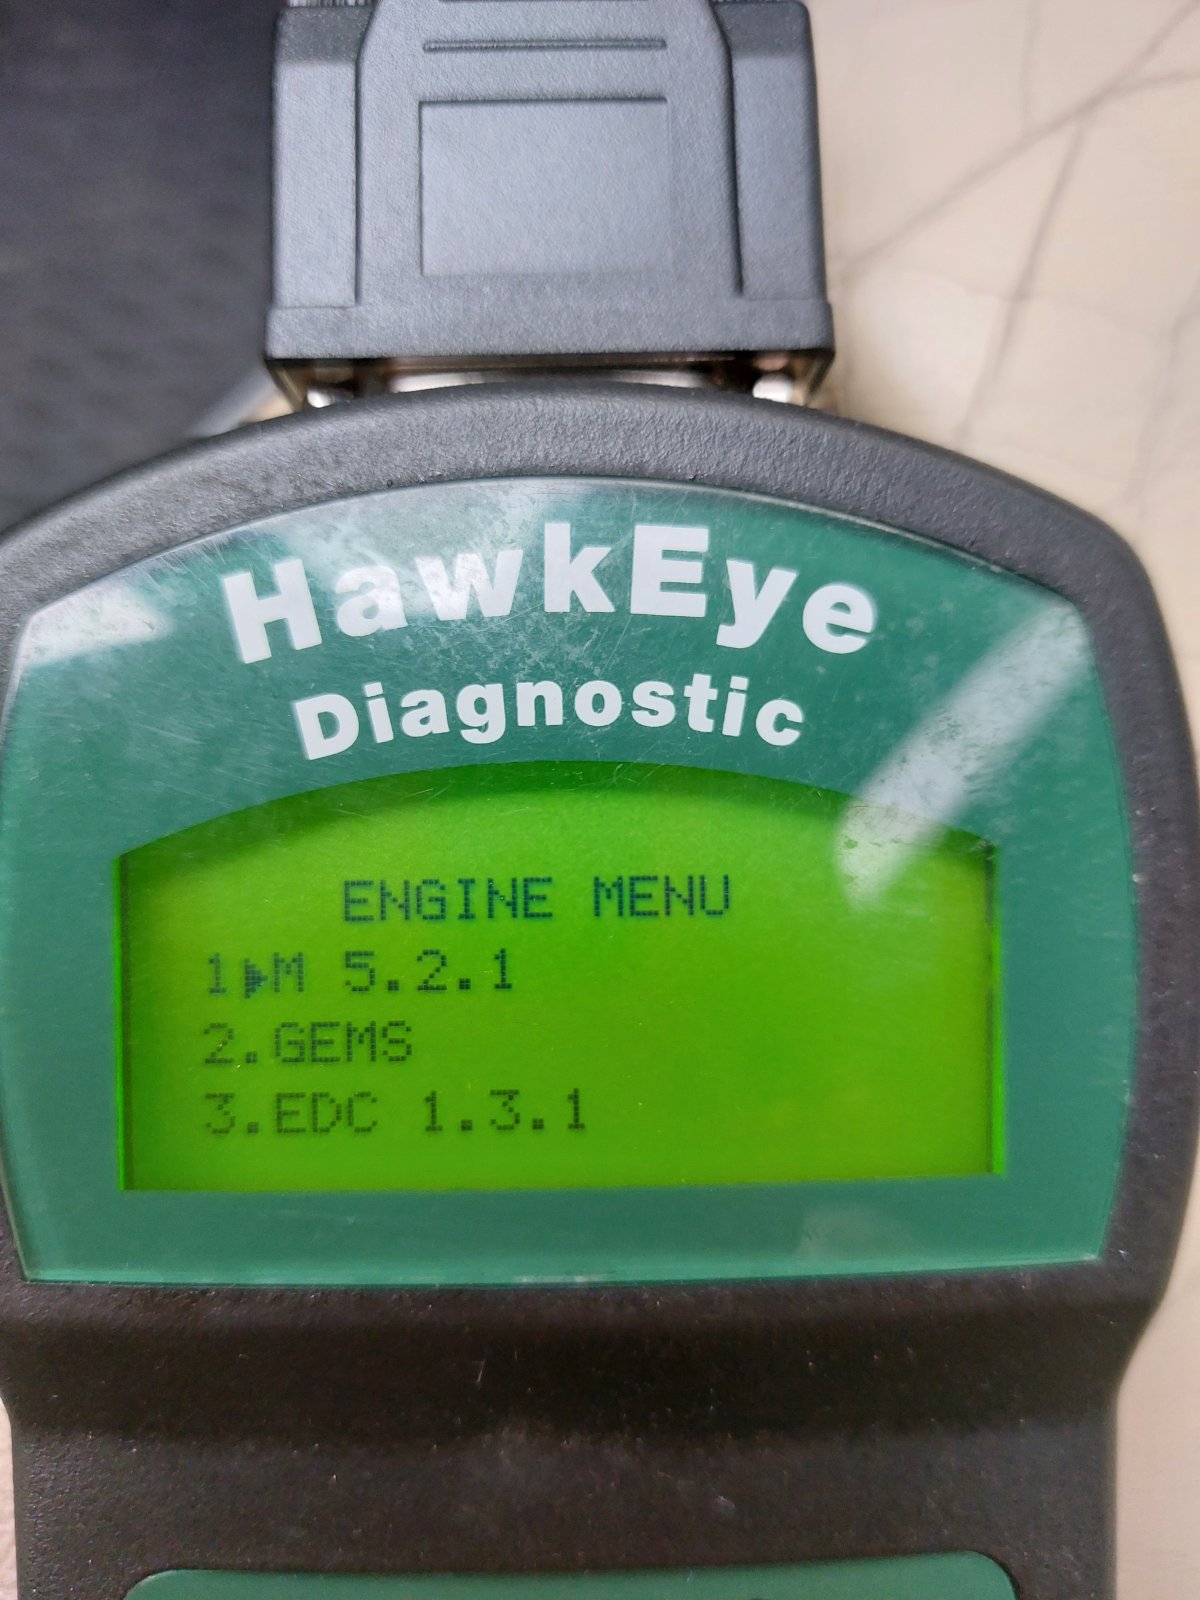 HawkEye
Diagnostic
ENGINE MENU
1▶M 5.2.1
2.GEMS
3.EDC 1.3.1